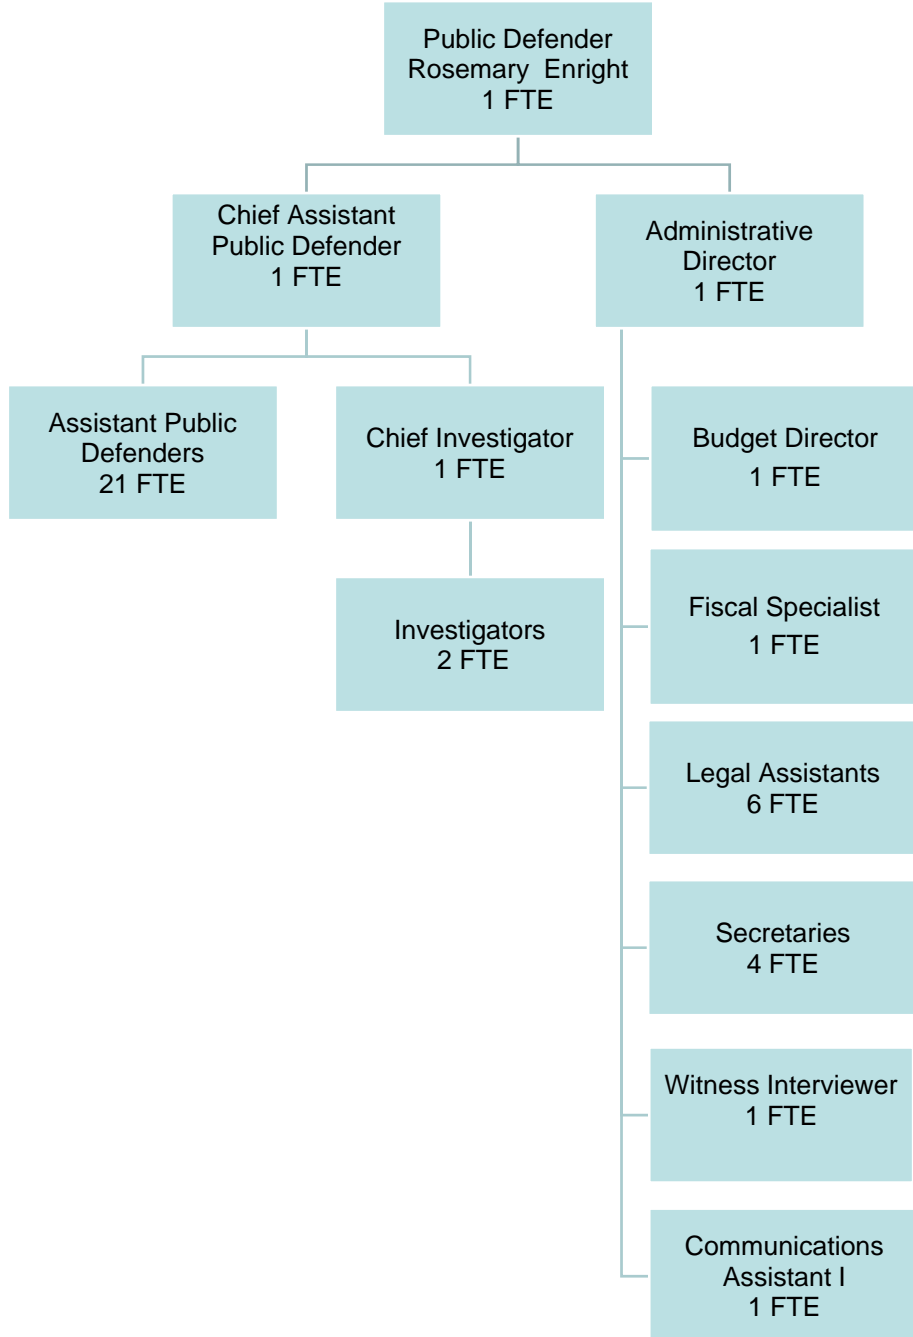 Public Defender
Rosemary Enright
1 FTE
Chief Assistant
Public Defender
1 FTE
Administrative
Director
1 FTE
Assistant Public
Defenders
21 FTE
Chief Investigator
1 FTE
Budget Director
1 FTE
Investigators
2 FTE
Fiscal Specialist
1 FTE
Legal Assistants
6 FTE
Secretaries
4 FTE
Witness Interviewer
1 FTE
Communications
Assistant I
1 FTE